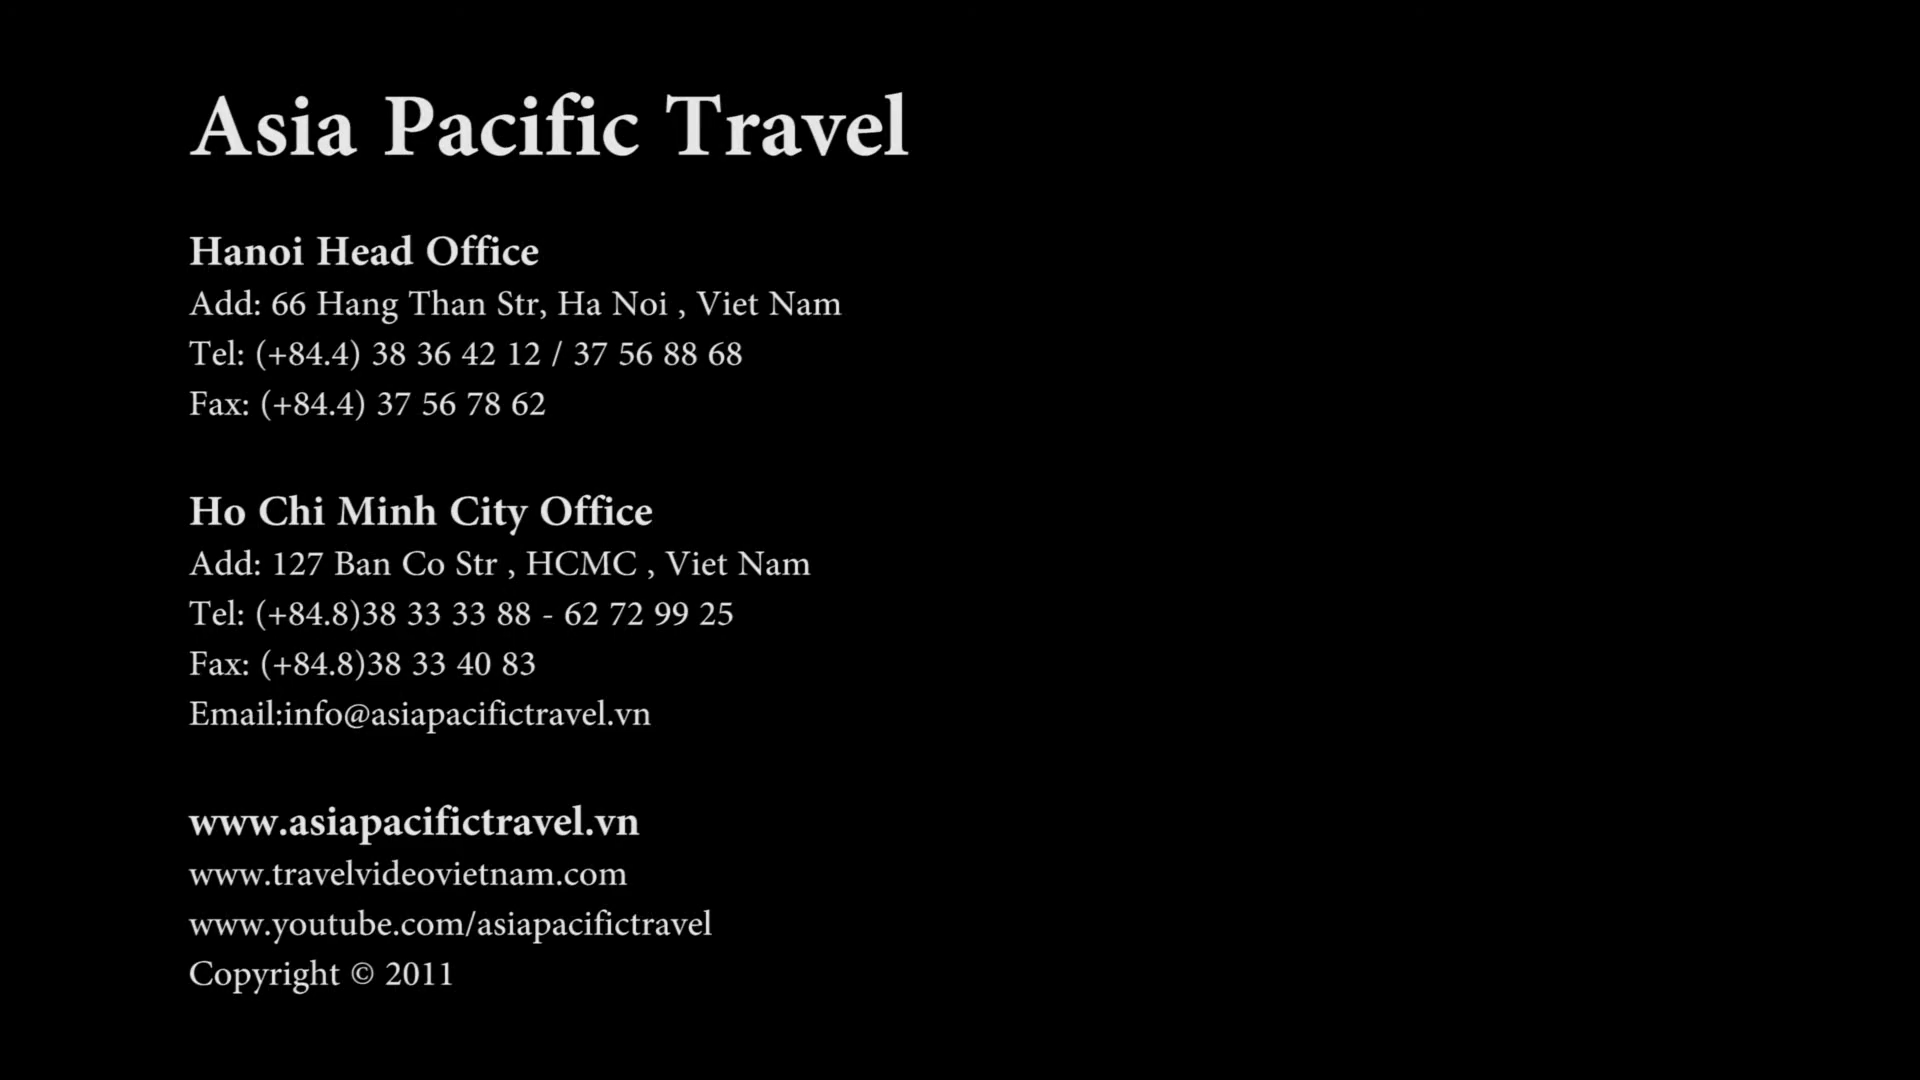 Asia Pacific Travel
Hanoi Head Office
Add: 66 Hang Than Str, Ha Noi , Viet Nam
Tel: (+84.4) 38 36 42 12 / 37 56 88 68
Fax: (+84.4) 37 56 78 62
Ho Chi Minh City Office
Add: 127 Ban Co Str , HCMC , Viet Nam
Tel: (+84.8)38 33 33 88 - 62 72 99 25
Fax: (+84.8)38 33 40 83
Email:info@asiapacifictravel.vn
www.asiapacifictravel.vn
www.travelvideovietnam.com
www.youtube.com/asiapacifictravel
Copyright © 2011